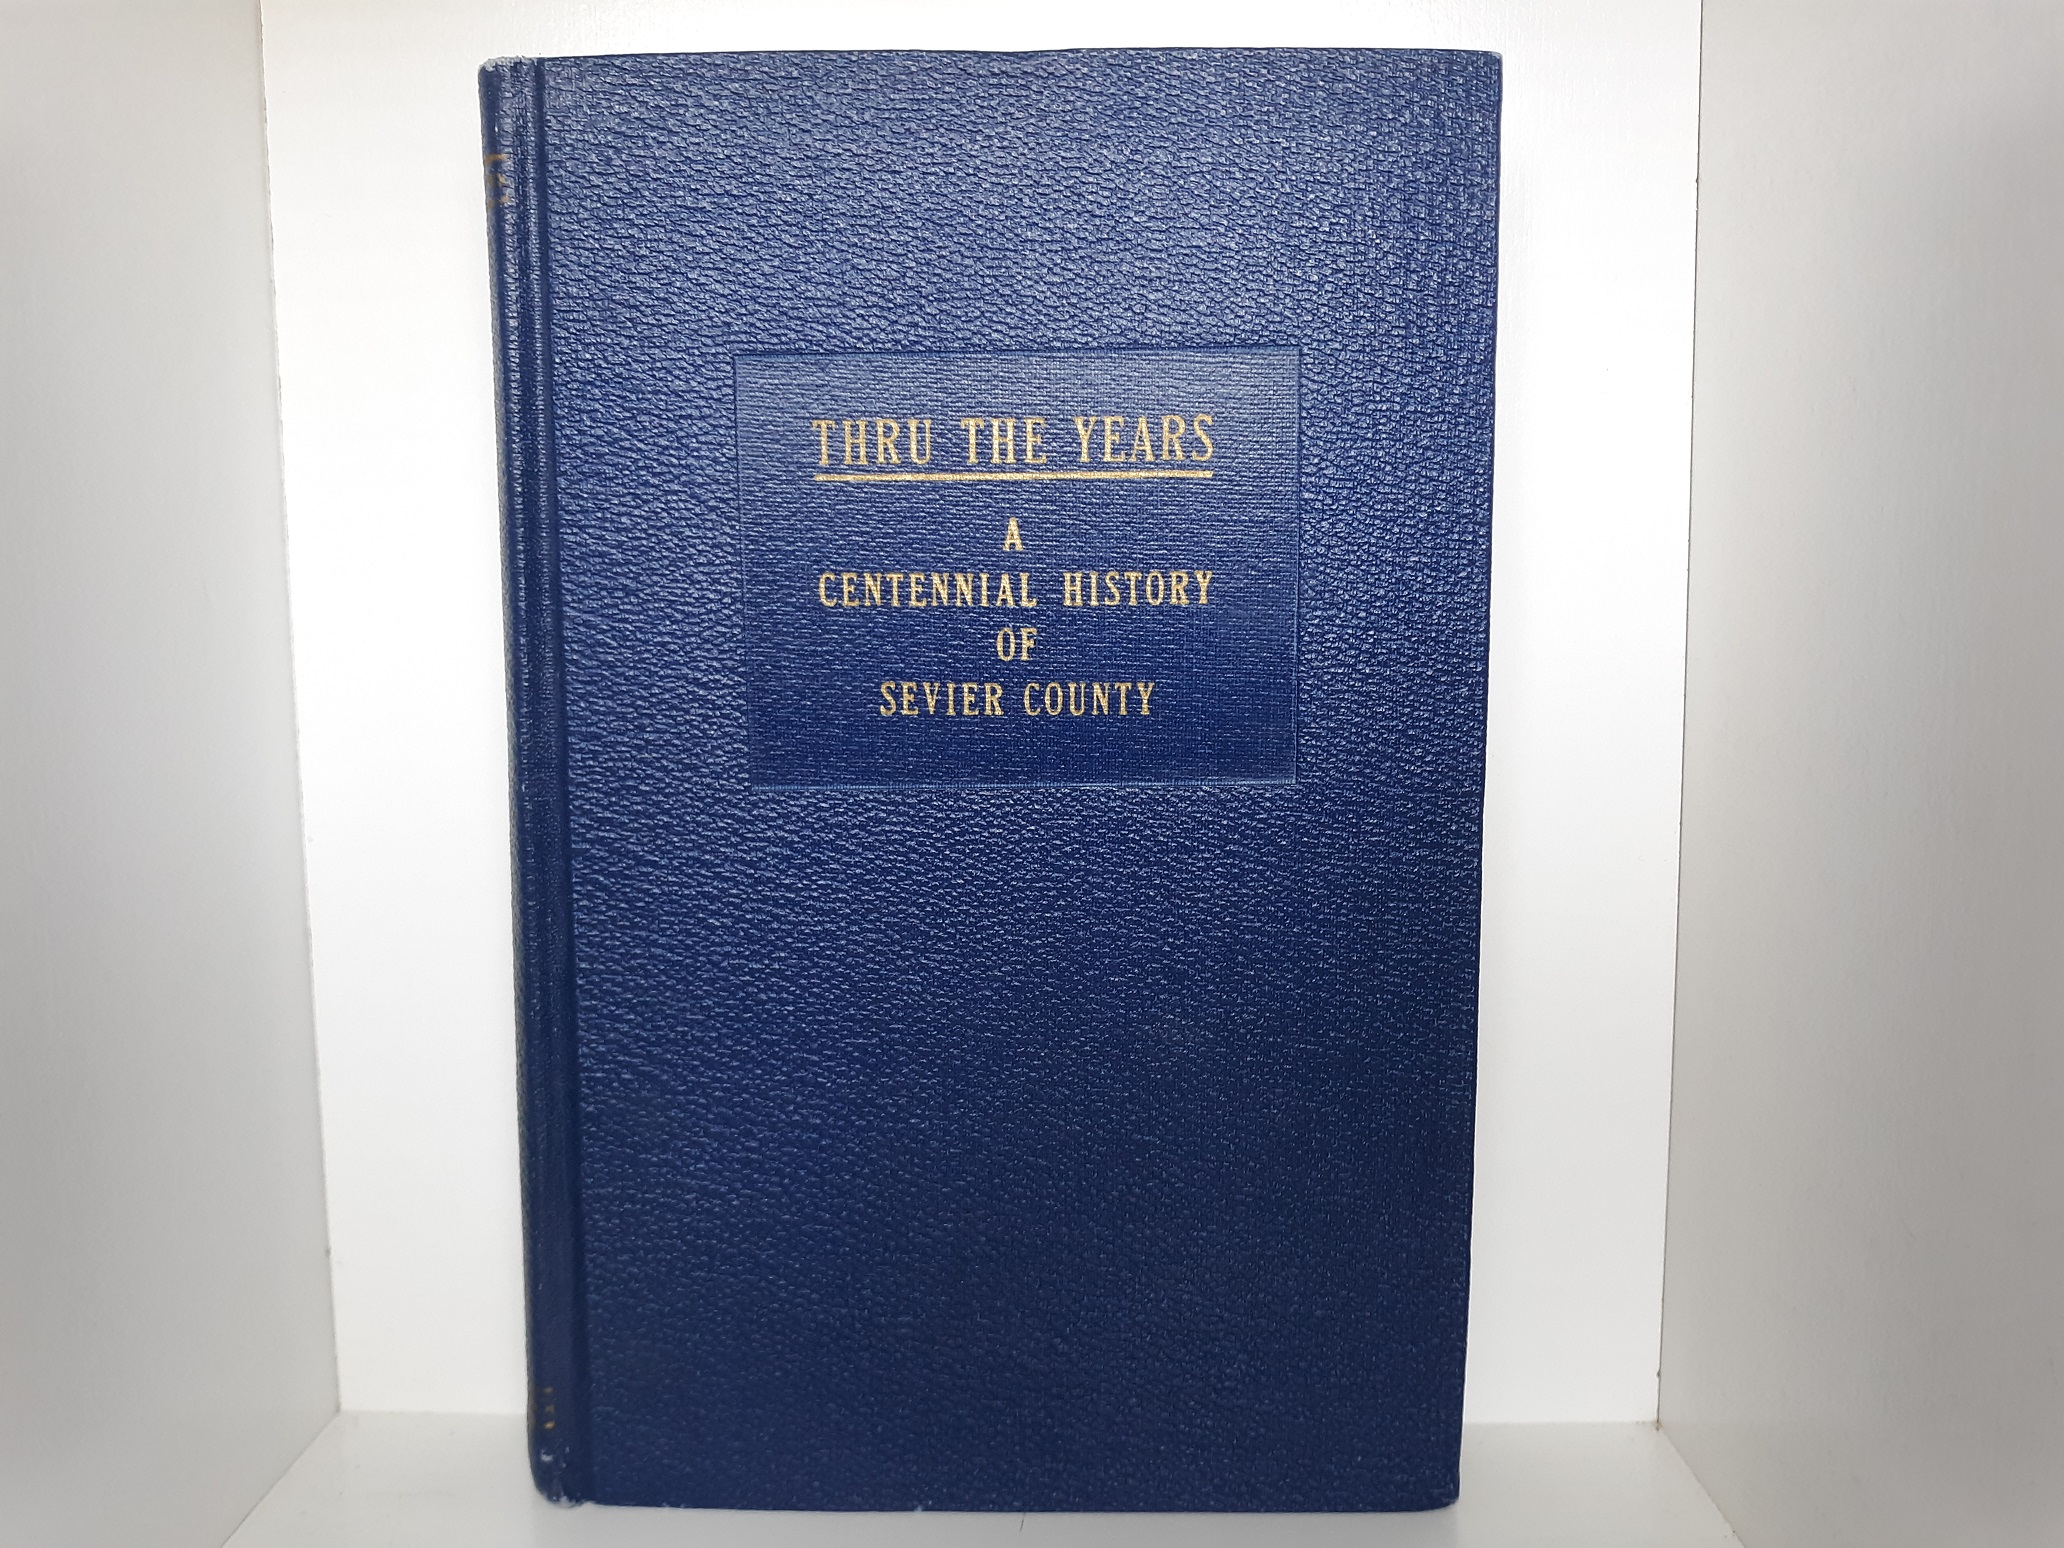 THRU THE YEARS
A
CENTENNIAL HISTORY
OF
SEVIER COUNTY